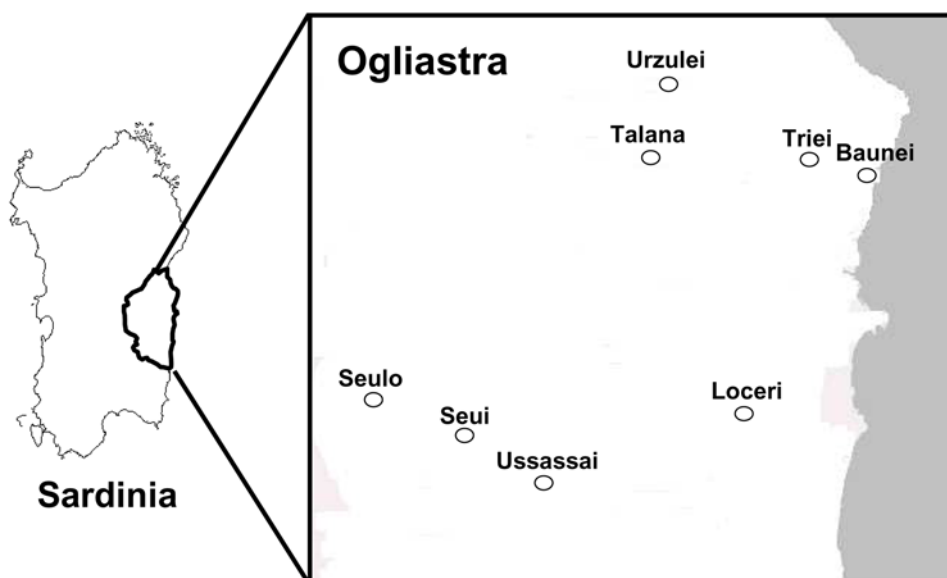 Ogliastra
Urzulei
Talana
Triei
Baunei
Seulo
Seui
Ussassai
Loceri
Sardinia